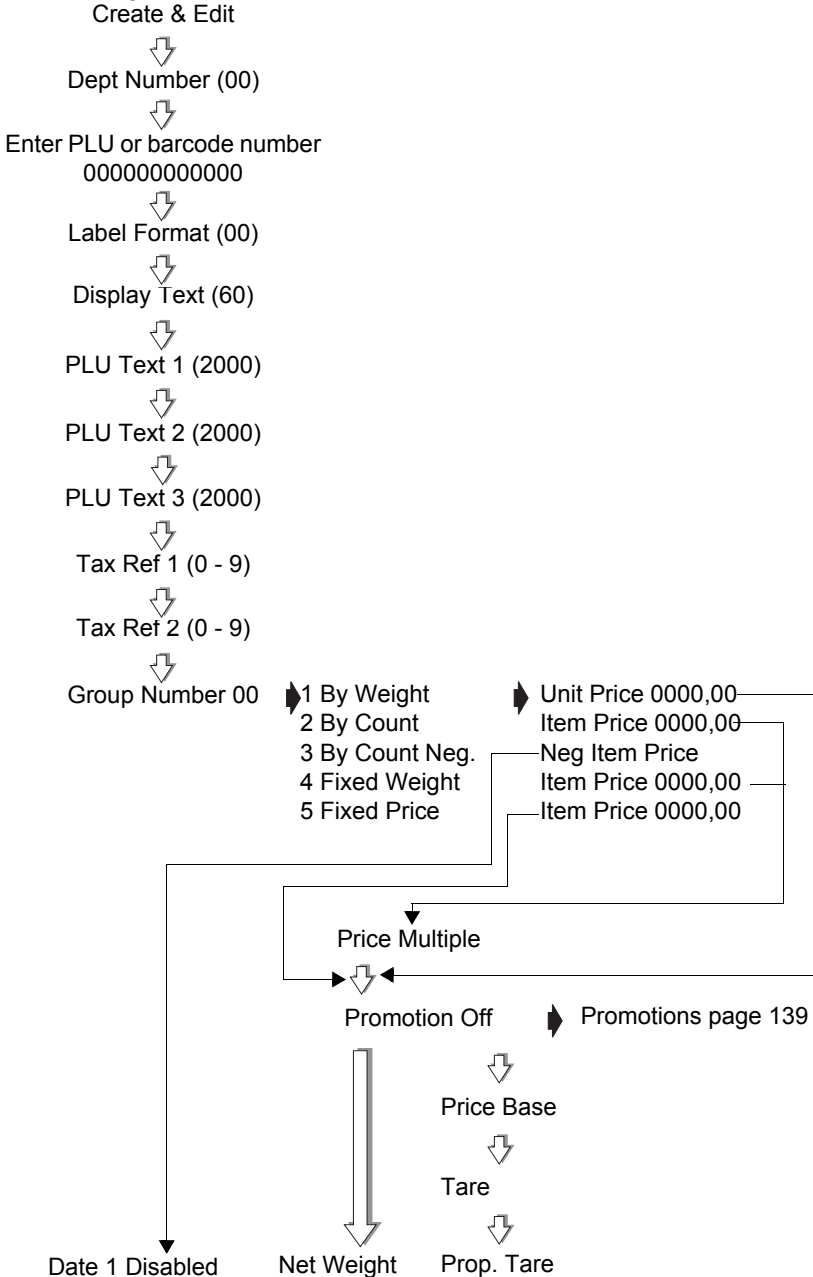 Create & Edit
Dept Number (00)
Enter PLU or barcode number
000000000000
Label Format (00)
Display Text (60)
PLU Text 1 (2000)
PLU Text 2 (2000)
PLU Text 3 (2000)
Tax Ref 1 (0 - 9)
Tax Ref 2 (0 - 9)
Group Number 00 1 By Weight Unit Price 0000,00
2 By Count Item Price 0000,00
3 By Count Neg. Neg Item Price
4 Fixed Weight Item Price 0000,00
5 Fixed Price Item Price 0000,00
Price Multiple
Promotion Off Promotions page 139
Price Base
Tare
Date 1 Disabled Net Weight Prop. Tare